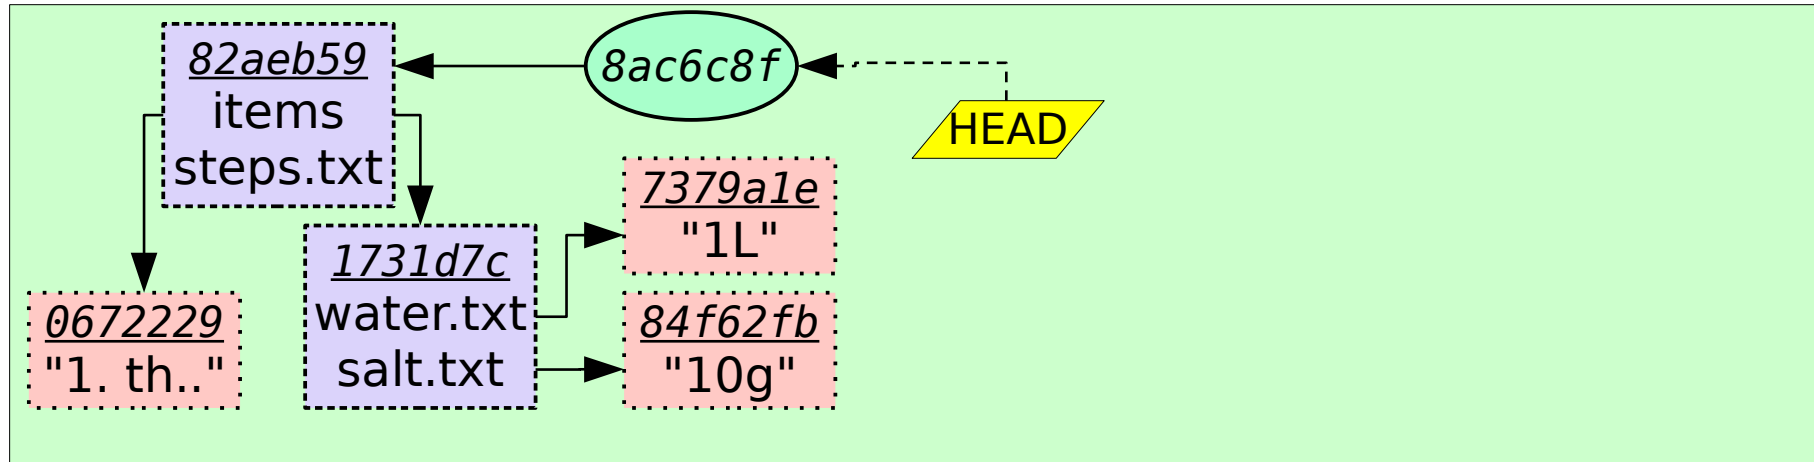 82aeb59
items
steps.txt
8ac6c8f
HEAD
7379a1e
"1L"
1731d7c
water.txt
salt.txt
0672229
"1. th.."
84f62fb
"10g"